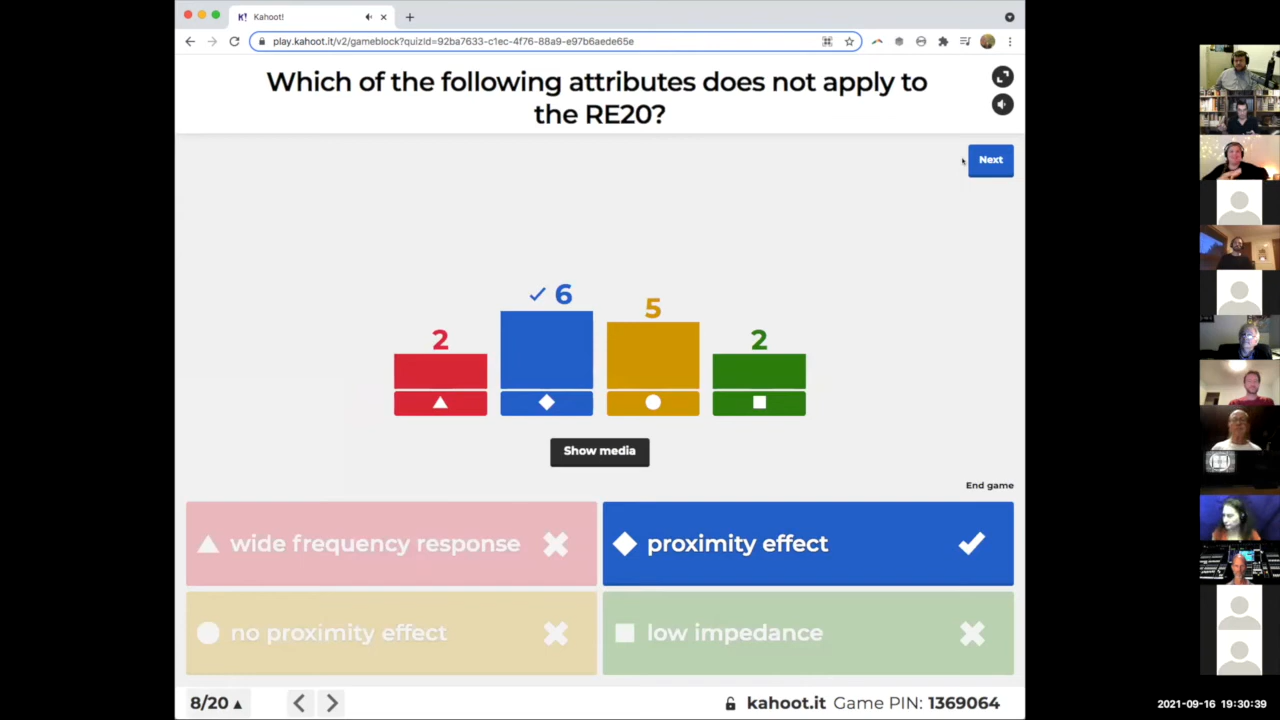 Kahoot!
play.kahoot.it/v2/gameblock?quizId=92ba7633-c1ec-4f76-88a9-e97b6aede65e
Which of the following attributes does not apply to
the RE20?
Next
2
6
5
2
Show media
End game
wide frequency response
proximity effect
no proximity effect
low impedance
8/20
kahoot.it Game PIN: 1369064
2021-09-16 19:30:39